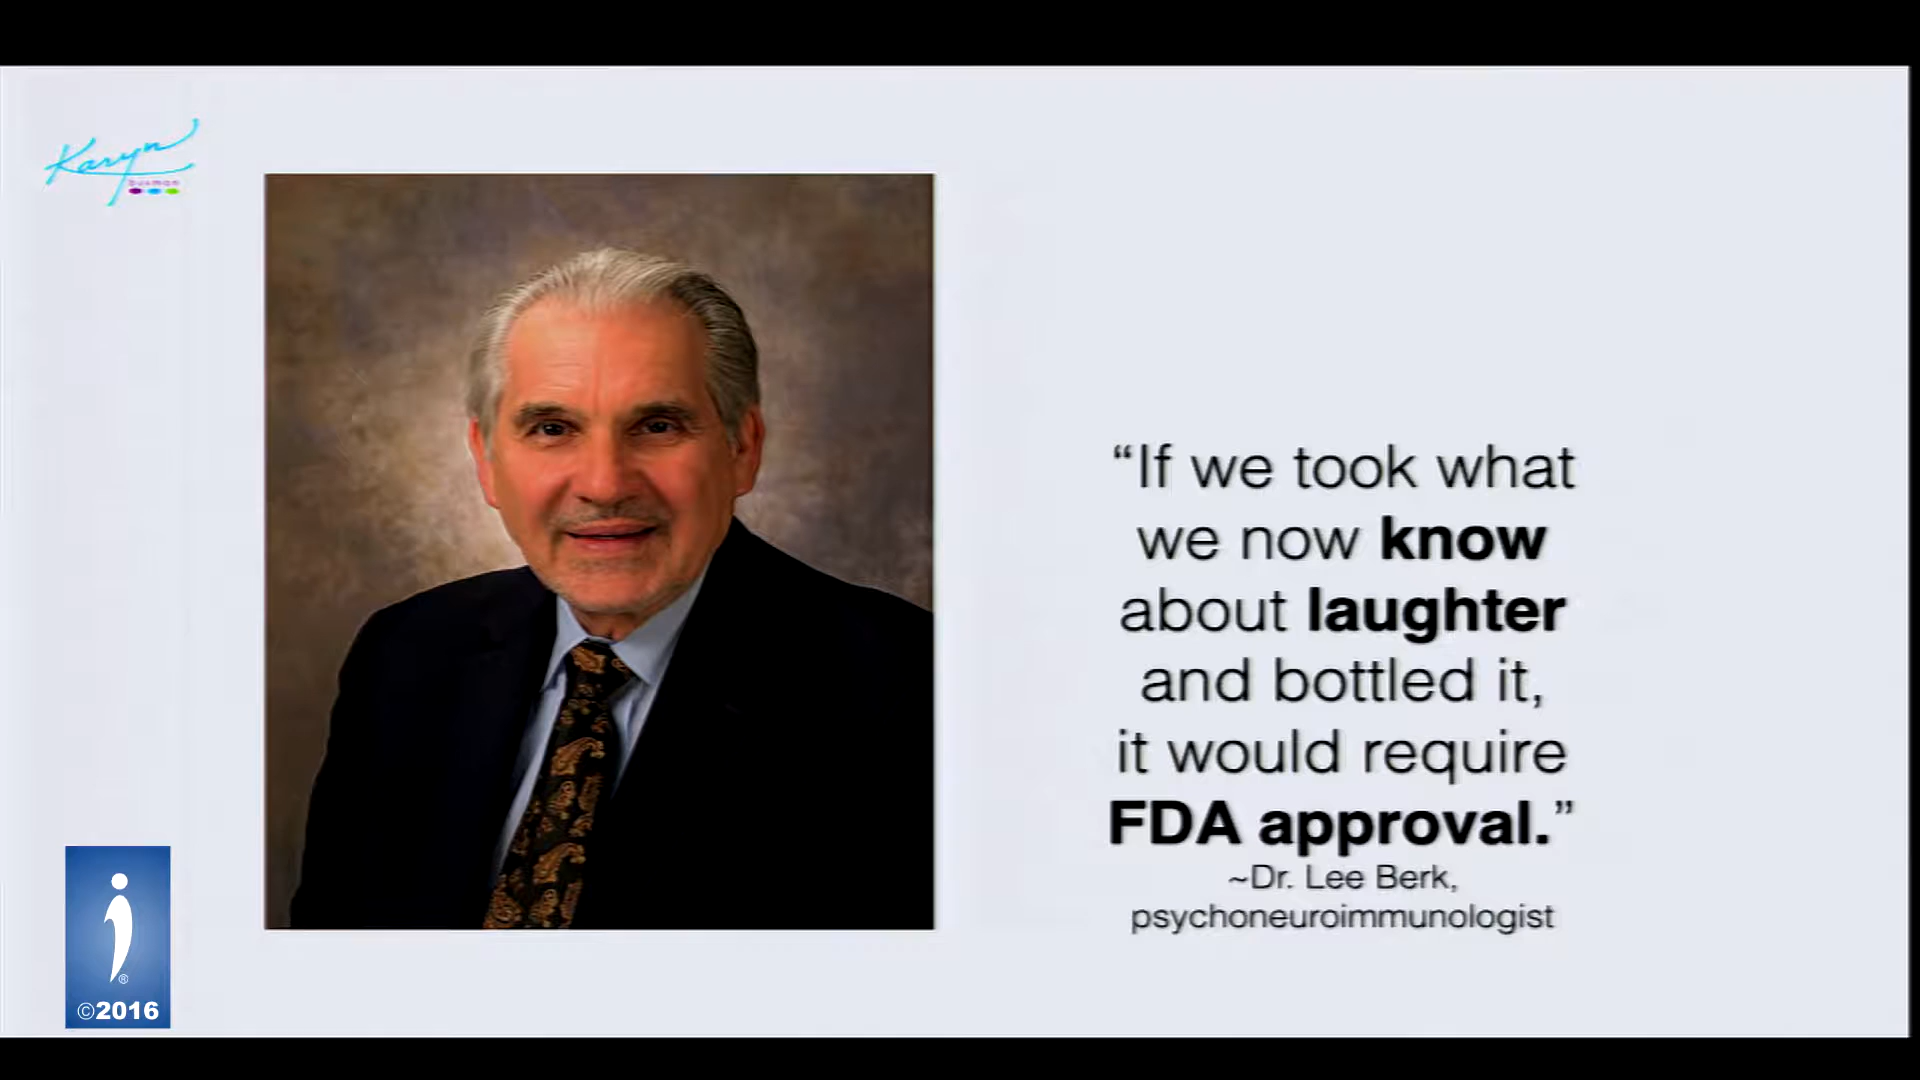 Karyn
buxman
“If we took what
we now know
about laughter
and bottled it,
it would require
FDA approval.”
~Dr. Lee Berk,
psychoneuroimmunologist
®
©2016